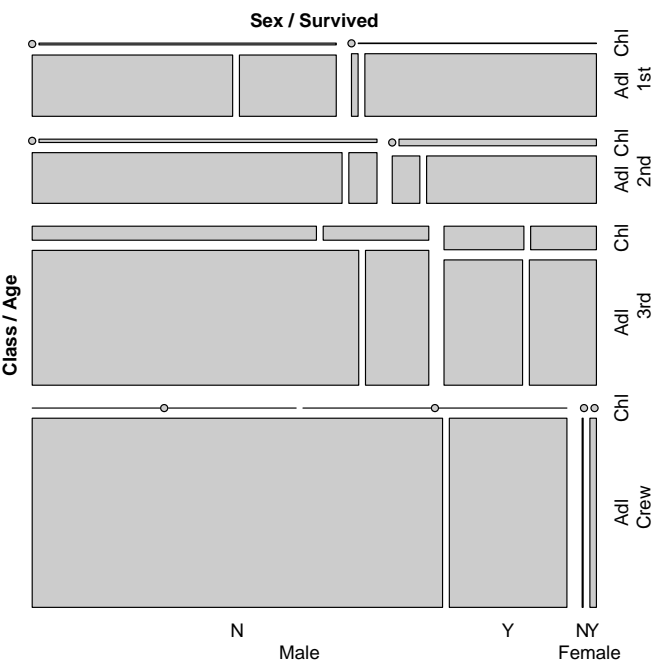 Sex / Survived
Class / Age
Chl
Adl
1st
Chl
Adl
2nd
Chl
Adl
3rd
Chl
Adl
Crew
N Y N Y
Male Female